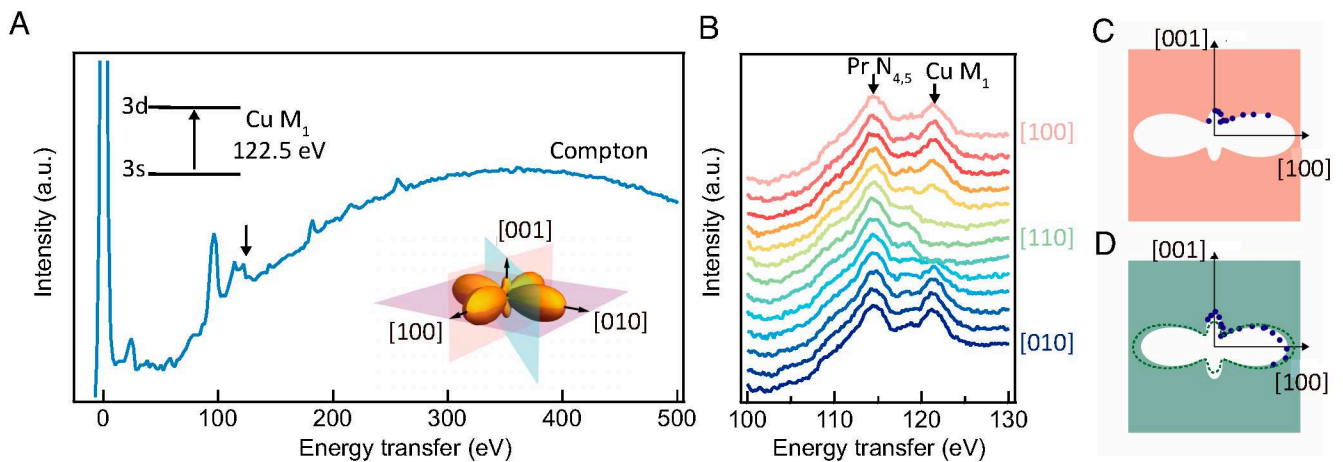 A
Intensity (a.u.)
3d
3s
Cu M₁
122.5 eV
Compton
[001]
[100]
[010]
0
100
200
300
400
500
Energy transfer (eV)
B
Intensity (a.u.)
Pr N₄,₅
Cu M₁
[100]
[110]
[010]
100
110
120
130
Energy transfer (eV)
C
[001]
[100]
D
[001]
[100]